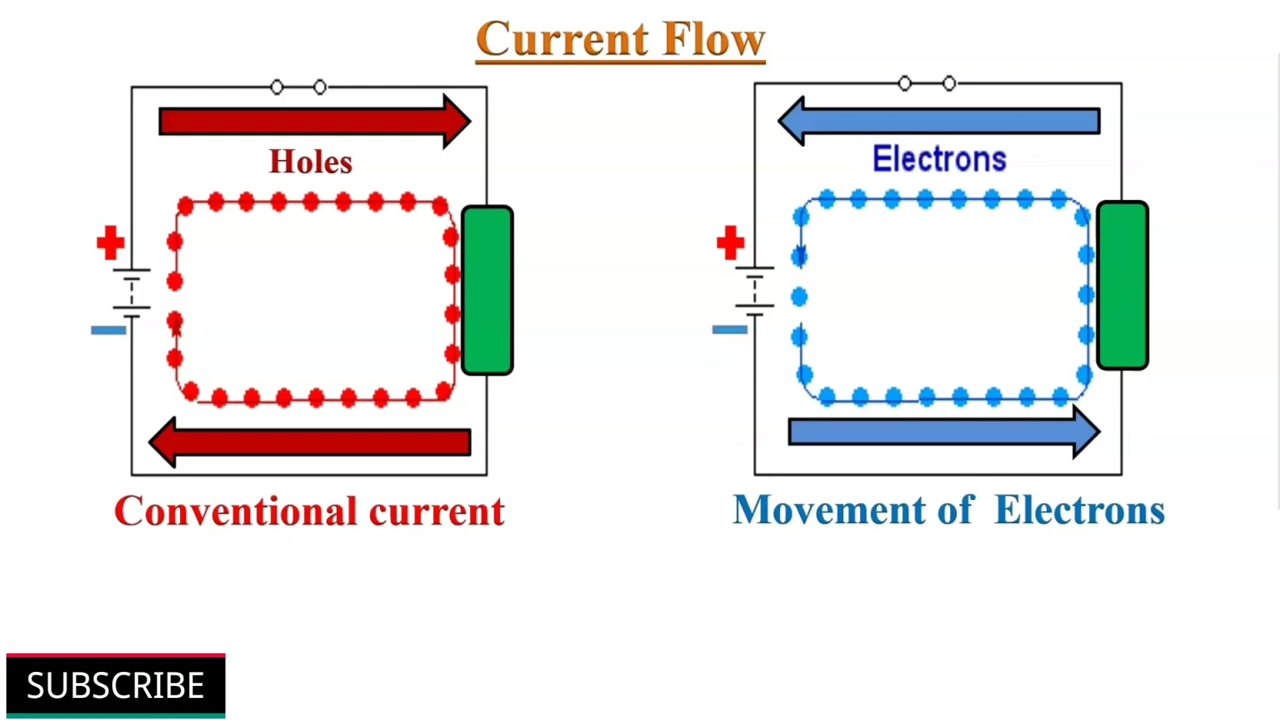 Current Flow
Holes
Electrons
Conventional current
Movement of Electrons
SUBSCRIBE